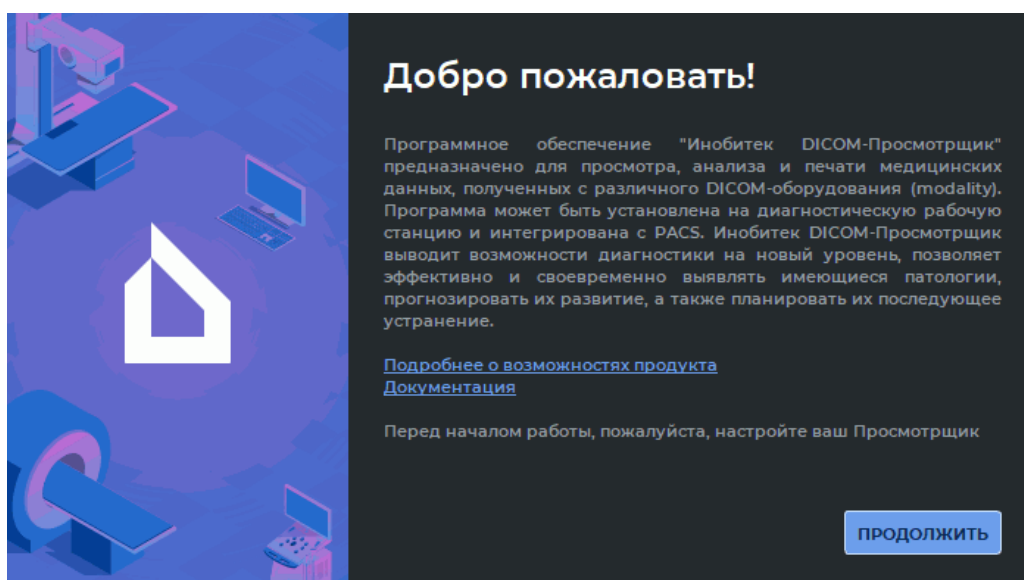 Добро пожаловать!
Программное обеспечение "Инобитек DICOM-Просмотрщик"
предназначено для просмотра, анализа и печати медицинских
данных, полученных с различного DICOM-оборудования (modality).
Программа может быть установлена на диагностическую рабочую
станцию и интегрирована с PACS. Инобитек DICOM-Просмотрщик
выводит возможности диагностики на новый уровень, позволяет
эффективно и своевременно выявлять имеющиеся патологии,
прогнозировать их развитие, а также планировать их последующее
устранение.
Подробнее о возможностях продукта
Документация
Перед началом работы, пожалуйста, настройте ваш Просмотрщик
ПРОДОЛЖИТЬ